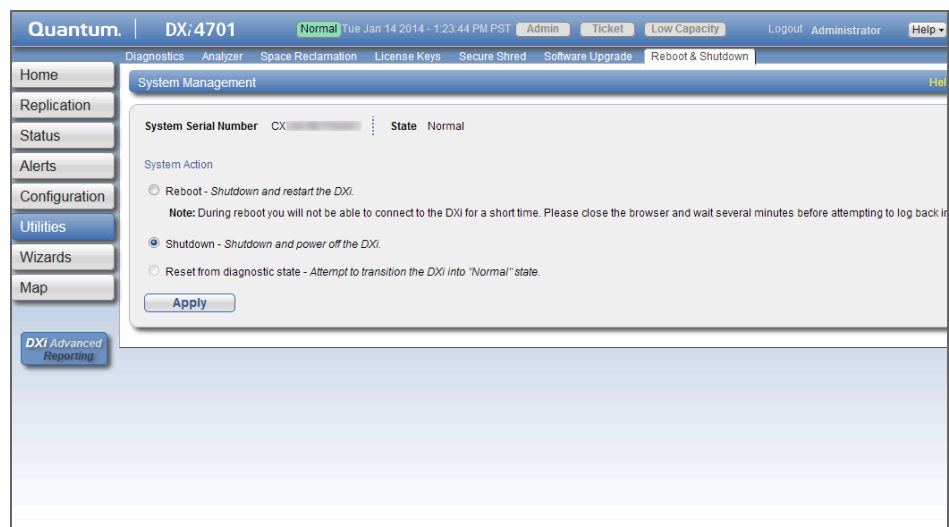 Quantum. DXi4701 Normal Tue Jan 14 2014 - 1:23:44 PM PST Admin Ticket Low Capacity Logout Administrator Help
Diagnostics Analyzer Space Reclamation License Keys Secure Shred Software Upgrade Reboot & Shutdown
Home
Replication
Status
Alerts
Configuration
Utilities
Wizards
Map
DXi Advanced
Reporting
System Management Hel
System Serial Number CX State Normal
System Action
Reboot - Shutdown and restart the DXi.
Note: During reboot you will not be able to connect to the DXi for a short time. Please close the browser and wait several minutes before attempting to log back in
Shutdown - Shutdown and power off the DXi.
Reset from diagnostic state - Attempt to transition the DXi into "Normal" state.
Apply